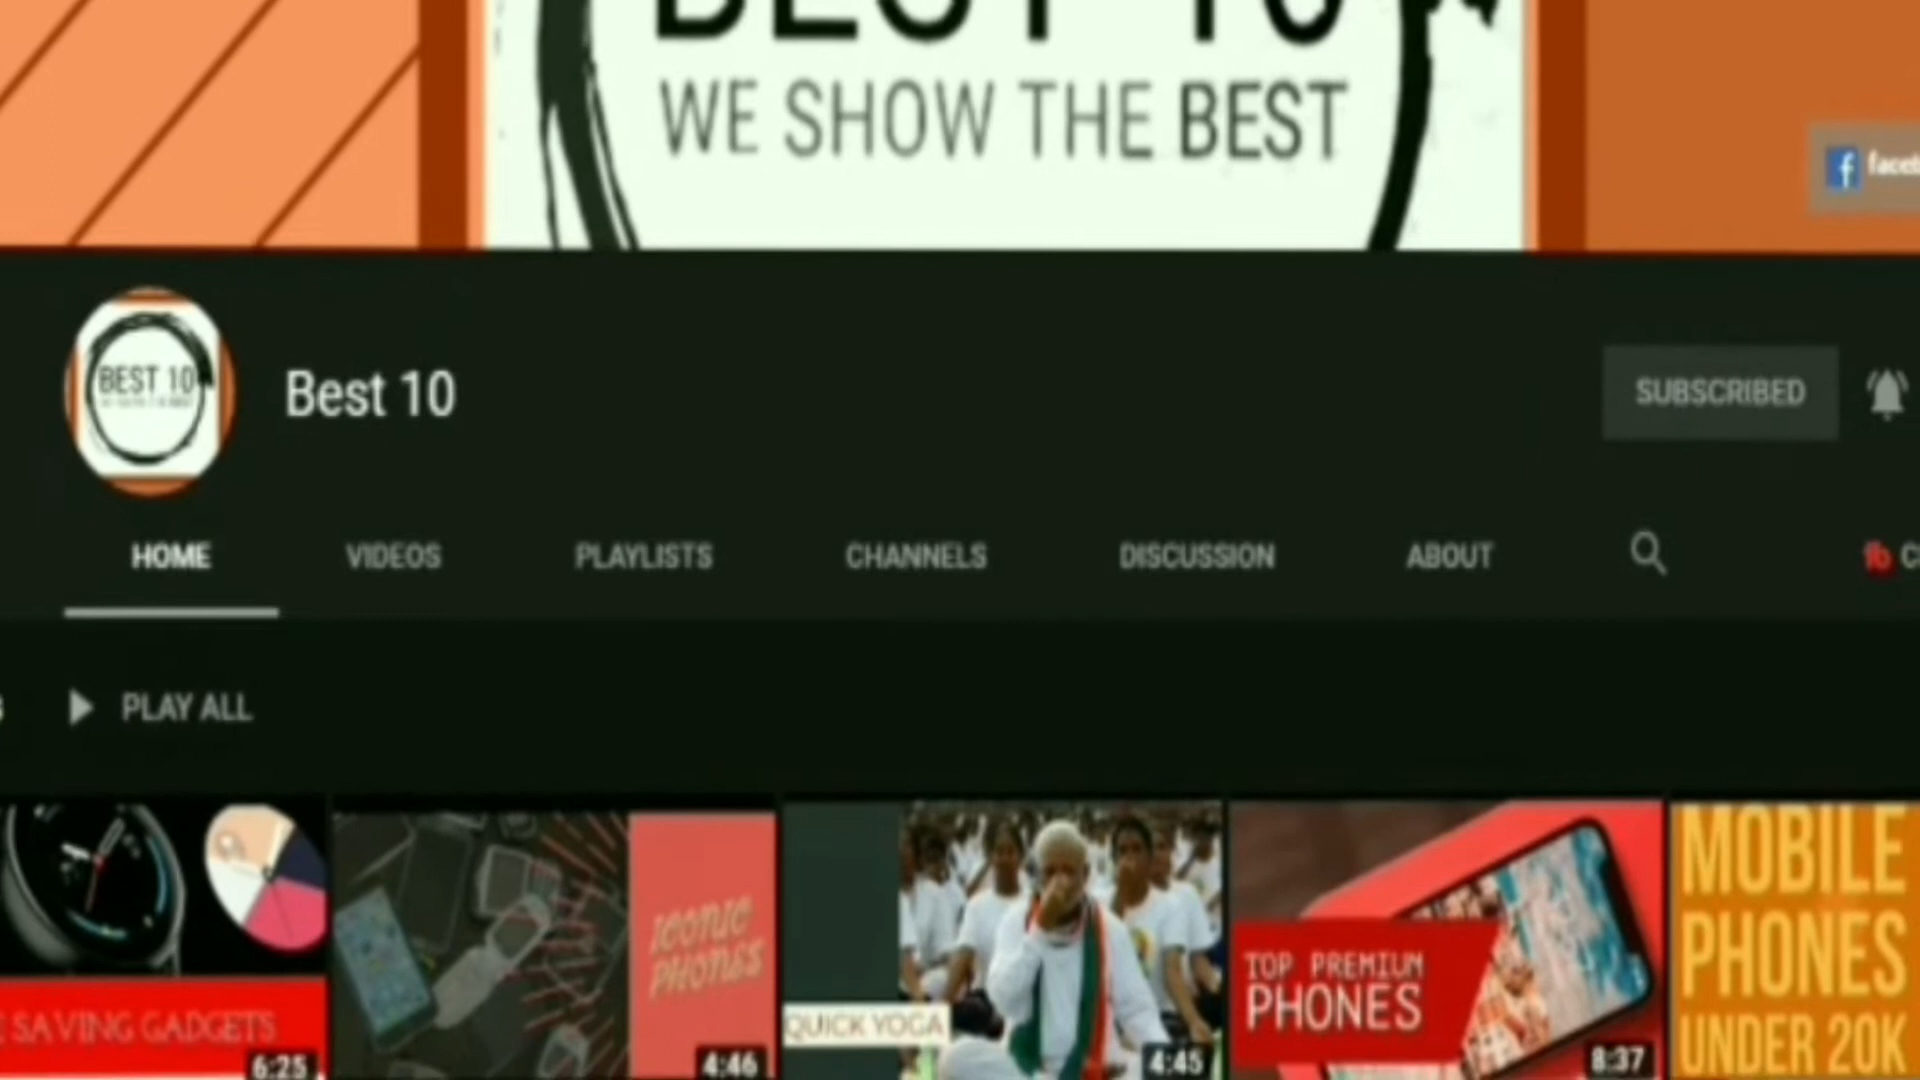 BEST 10
WE SHOW THE BEST
BEST 10
Best 10
SUBSCRIBED
HOME
VIDEOS
PLAYLISTS
CHANNELS
DISCUSSION
ABOUT
PLAY ALL
SAVING GADGETS
6:25
ICONIC
PHONES
4:46
QUICK YOGA
4:45
TOP PREMIUM
PHONES
8:37
MOBILE
PHONES
UNDER 20K